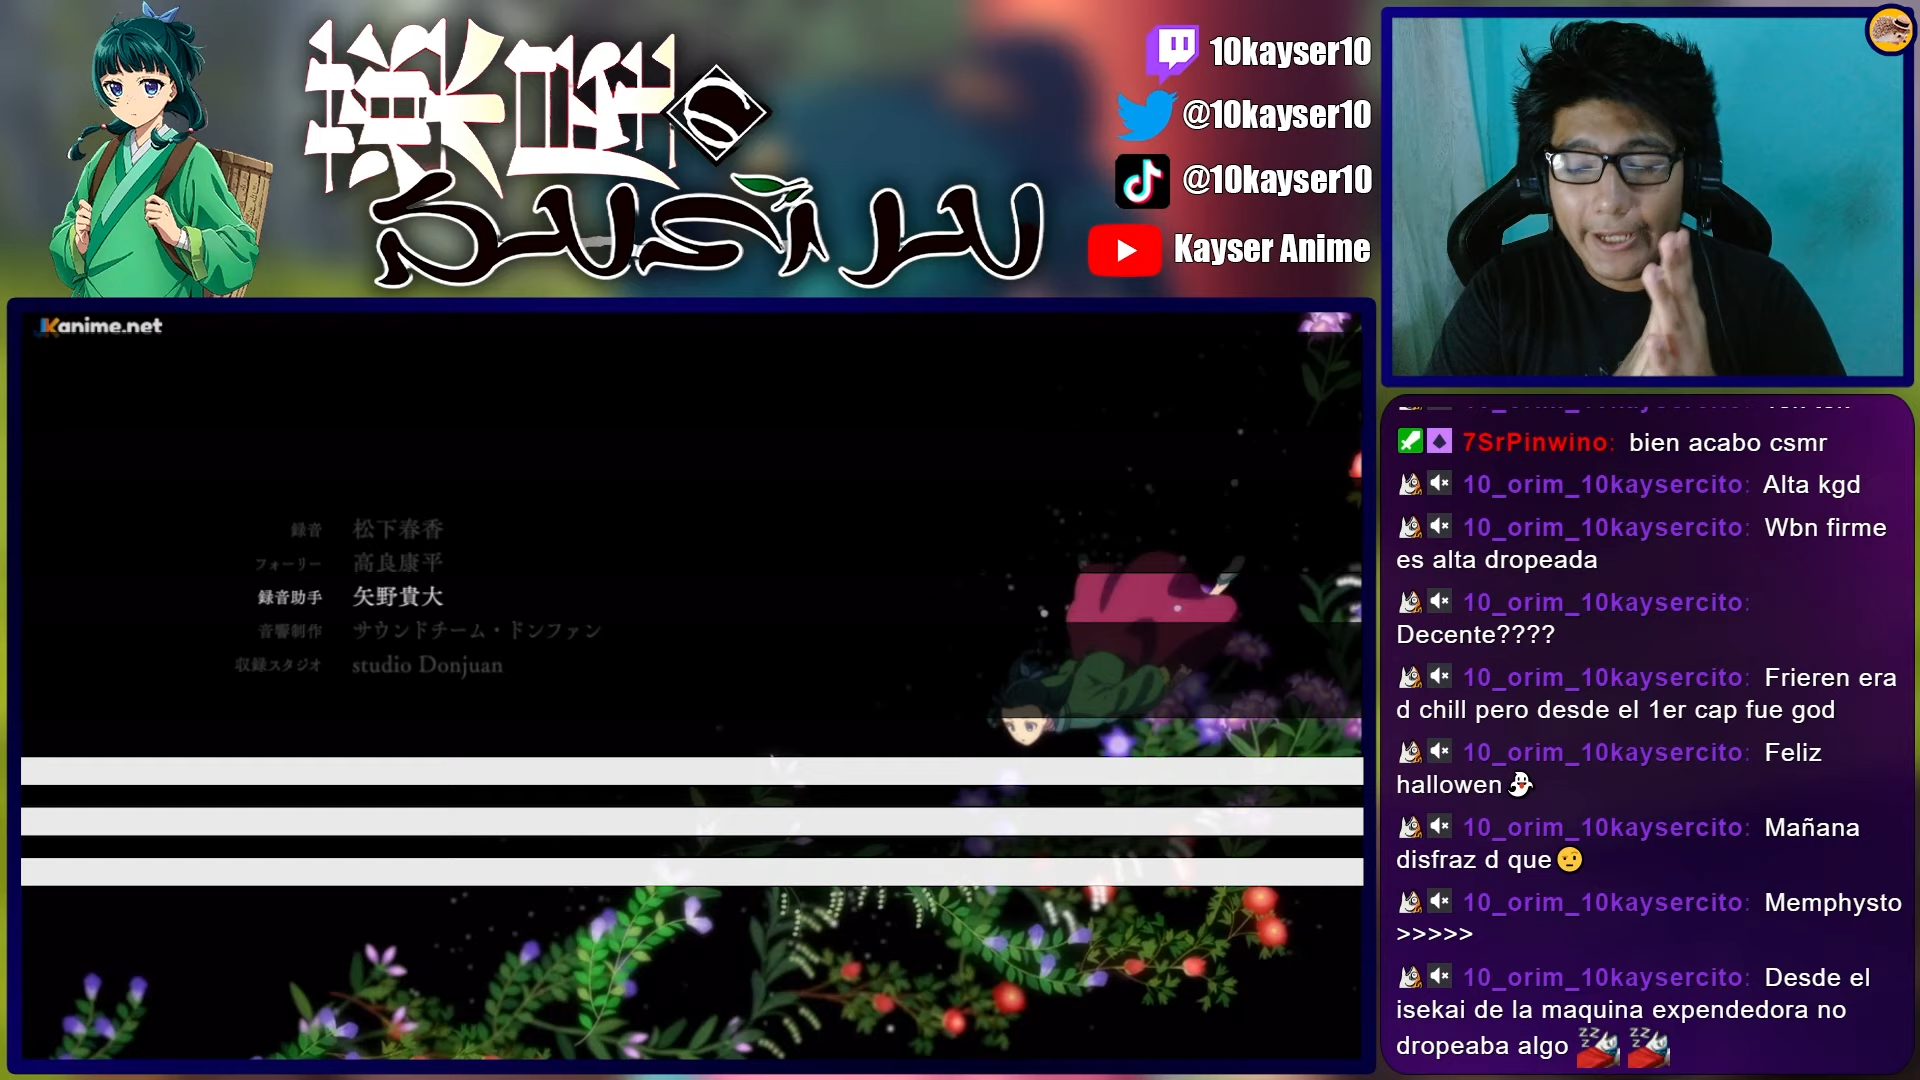 薬屋の
ひとりごと
10kayser10
@10kayser10
@10kayser10
Kayser Anime
anime.net
録音 松下春香
フォーリー 高良康平
録音助手 矢野貴大
音響制作 サウンドチーム・ドンファン
収録スタジオ studio Donjuan
7SrPinwino: bien acabo csmr
10_orim_10kaysercito: Alta kgd
10_orim_10kaysercito: Wbn firme
es alta dropeada
10_orim_10kaysercito:
Decente????
10_orim_10kaysercito: Frieren era
d chill pero desde el 1er cap fue god
10_orim_10kaysercito: Feliz
hallowen👻
10_orim_10kaysercito: Mañana
disfraz d que🤨
10_orim_10kaysercito: Memphysto
>>>>>
10_orim_10kaysercito: Desde el
isekai de la maquina expendedora no
dropeaba algo